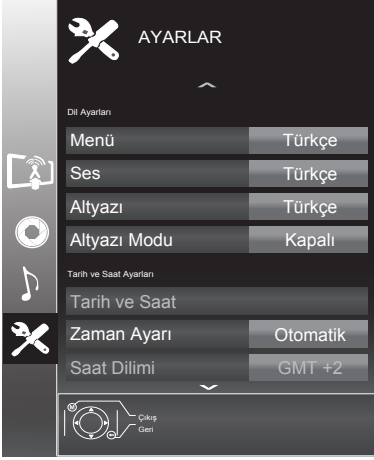 AYARLAR
Dil Ayarları
Menü Türkçe
Ses Türkçe
Altyazı Türkçe
Altyazı Modu Kapalı
Tarih ve Saat Ayarları
Tarih ve Saat
Zaman Ayarı Otomatik
Saat Dilimi GMT +2
M
Çıkış
Geri